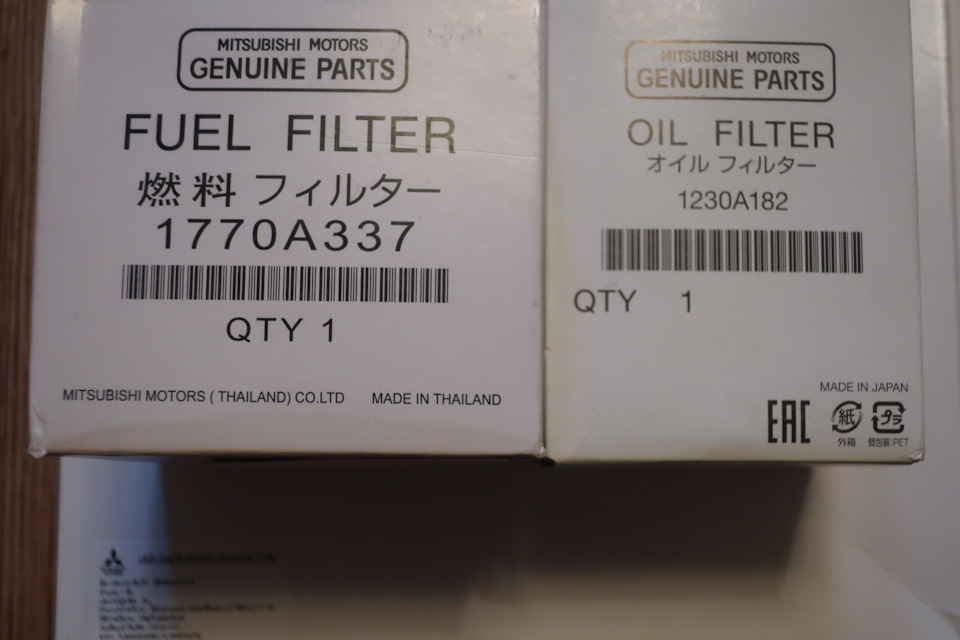 MITSUBISHI MOTORS
GENUINE PARTS
FUEL FILTER
燃料 フィルター
1770A337
QTY 1
MITSUBISHI MOTORS ( THAILAND) CO.LTD MADE IN THAILAND
MITSUBISHI MOTORS
GENUINE PARTS
OIL FILTER
オイル フィルター
1230A182
QTY 1
MADE IN JAPAN
EAC
紙
外箱
プラ
個包装:PET